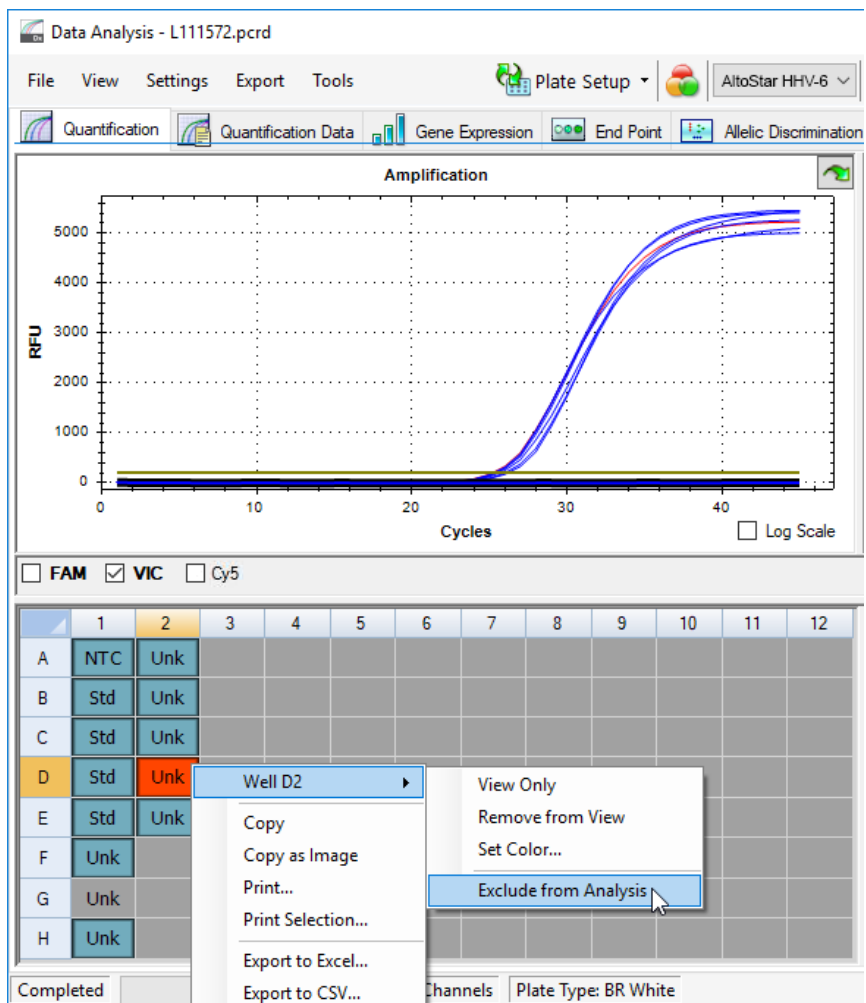 Data Analysis - L111572.pcrd
File View Settings Export Tools Plate Setup AltoStar HHV-6
Quantification Quantification Data Gene Expression End Point Allelic Discrimination
Amplification
RFU
5000
4000
3000
2000
1000
0
0 10 20 30 40
Cycles
Log Scale
FAM VIC Cy5
1 2 3 4 5 6 7 8 9 10 11 12
A NTC Unk
B Std Unk
C Std Unk
D Std Unk
E Std Unk
F Unk
G Unk
H Unk
Well D2
Copy
Copy as Image
Print...
Print Selection...
Export to Excel...
Export to CSV...
View Only
Remove from View
Set Color...
Exclude from Analysis
Completed Channels Plate Type: BR White